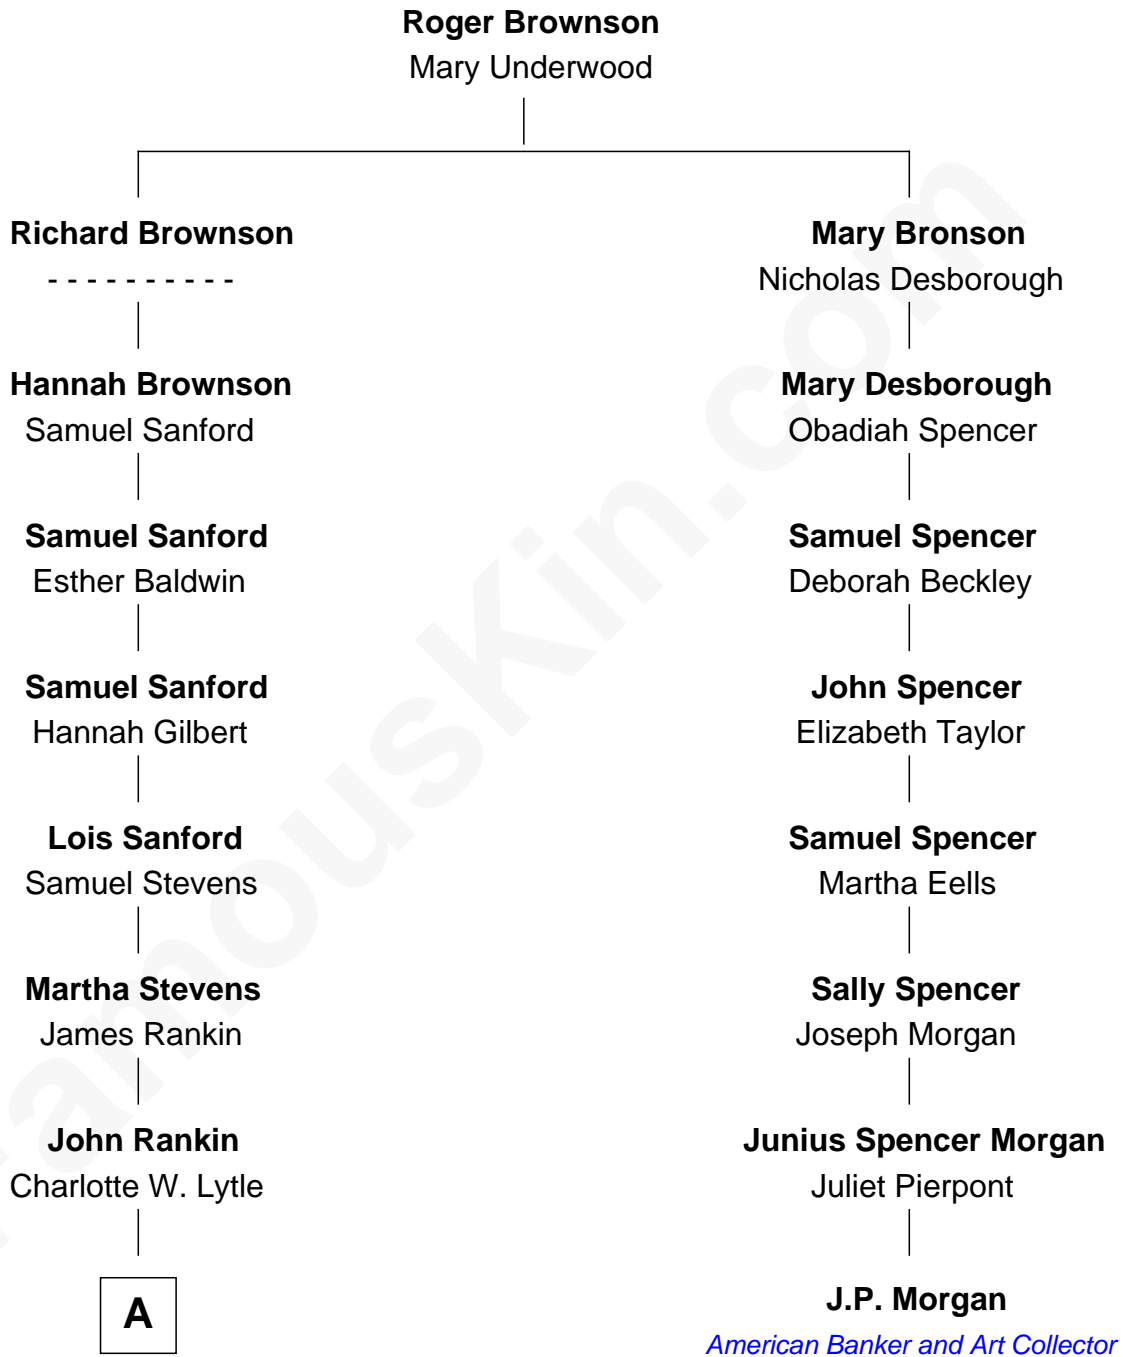 Roger Brownson
Mary Underwood
Richard Brownson
- - - - - - - - - -
Hannah Brownson
Samuel Sanford
Samuel Sanford
Esther Baldwin
Samuel Sanford
Hannah Gilbert
Lois Sanford
Samuel Stevens
Martha Stevens
James Rankin
John Rankin
Charlotte W. Lytle
A
Mary Bronson
Nicholas Desborough
Mary Desborough
Obadiah Spencer
Samuel Spencer
Deborah Beckley
John Spencer
Elizabeth Taylor
Samuel Spencer
Martha Eells
Sally Spencer
Joseph Morgan
Junius Spencer Morgan
Juliet Pierpont
J.P. Morgan
American Banker and Art Collector
FamousKin.com